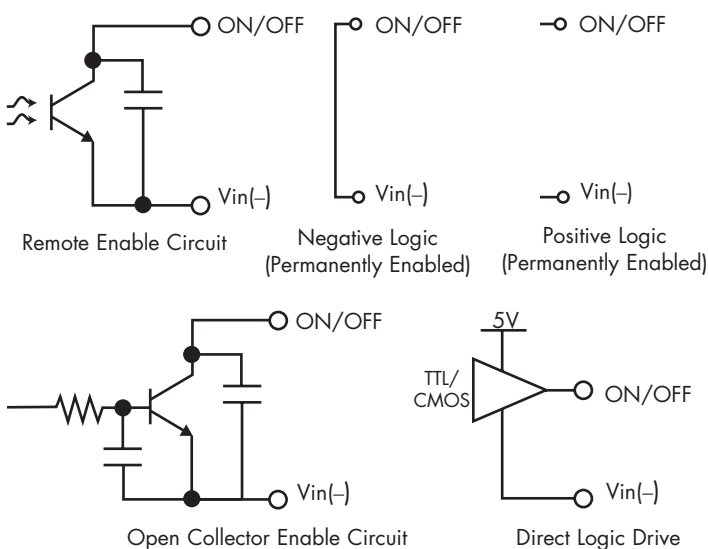 ON/OFF
Vin(–)
Remote Enable Circuit
ON/OFF
Vin(–)
Negative Logic
(Permanently Enabled)
ON/OFF
Vin(–)
Positive Logic
(Permanently Enabled)
ON/OFF
Vin(–)
Open Collector Enable Circuit
5V
TTL/
CMOS
ON/OFF
Vin(–)
Direct Logic Drive